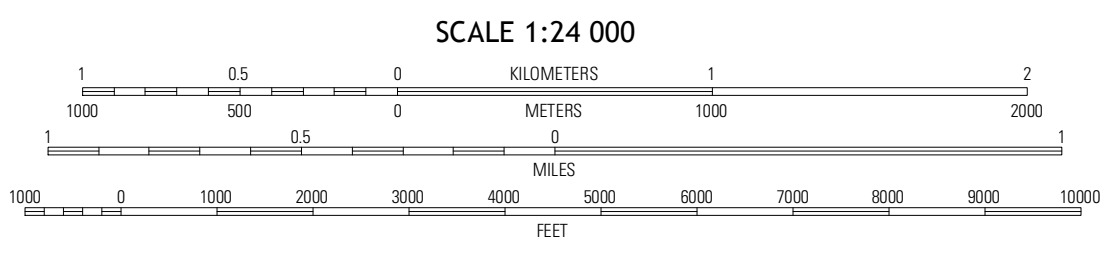 SCALE 1:24 000
1 0.5 0 KILOMETERS 1 2
1000 500 0 METERS 1000 2000
1 0.5 0 1
MILES
1000 0 1000 2000 3000 4000 5000 6000 7000 8000 9000 10000
FEET